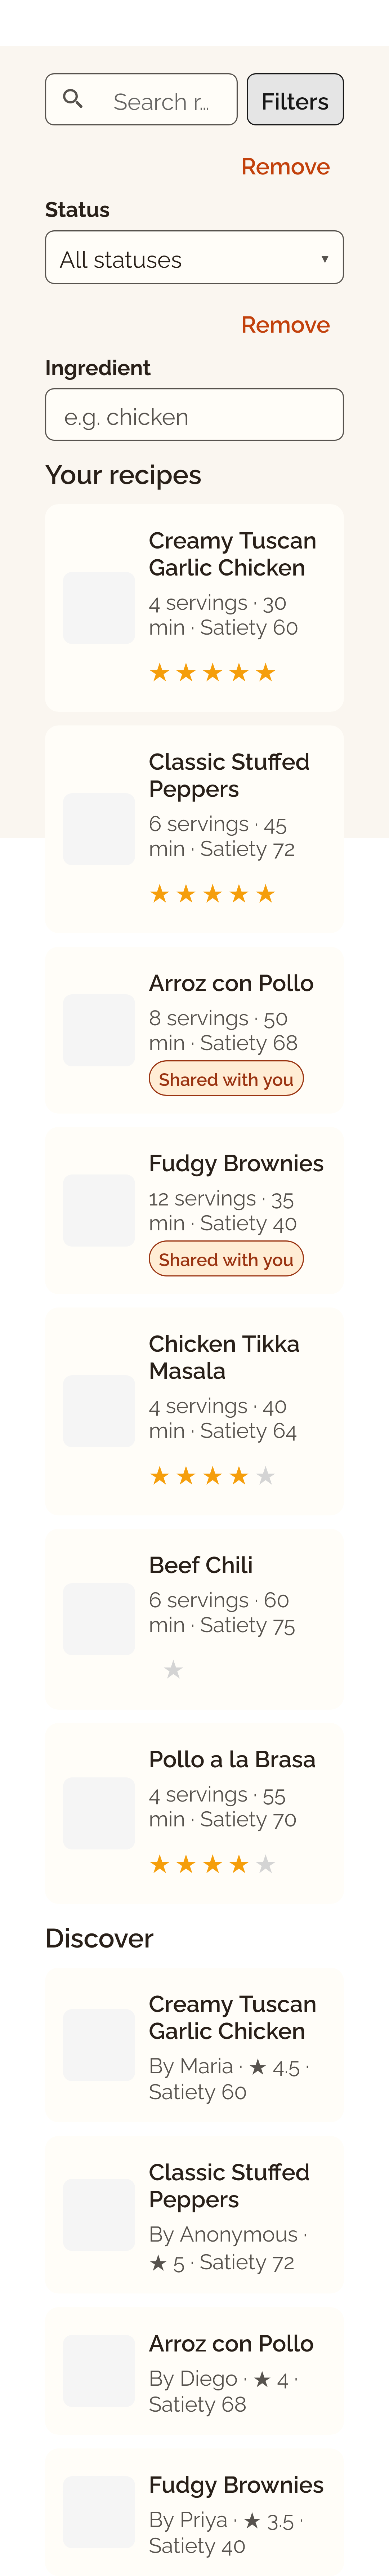 Search r...
Filters
Remove
Status
All statuses
Remove
Ingredient
e.g. chicken
Your recipes
Creamy Tuscan
Garlic Chicken
4 servings · 30
min · Satiety 60
★ ★ ★ ★ ★
Classic Stuffed
Peppers
6 servings · 45
min · Satiety 72
★ ★ ★ ★ ★
Arroz con Pollo
8 servings · 50
min · Satiety 68
Shared with you
Fudgy Brownies
12 servings · 35
min · Satiety 40
Shared with you
Chicken Tikka
Masala
4 servings · 40
min · Satiety 64
★ ★ ★ ★ ★
Beef Chili
6 servings · 60
min · Satiety 75
★
Pollo a la Brasa
4 servings · 55
min · Satiety 70
★ ★ ★ ★ ★
Discover
Creamy Tuscan
Garlic Chicken
By Maria · ★ 4.5 ·
Satiety 60
Classic Stuffed
Peppers
By Anonymous ·
★ 5 · Satiety 72
Arroz con Pollo
By Diego · ★ 4 ·
Satiety 68
Fudgy Brownies
By Priya · ★ 3.5 ·
Satiety 40